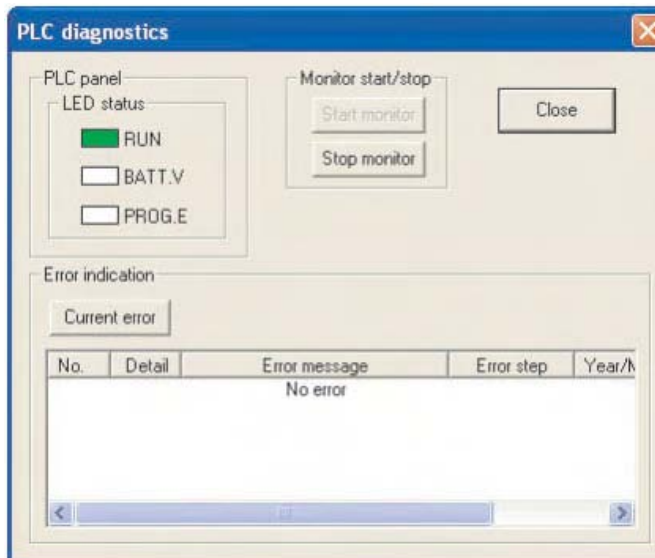 PLC diagnostics
PLC panel
LED status
RUN
BATT.V
PROG.E
Monitor start/stop
Start monitor
Stop monitor
Close
Error indication
Current error
No. Detail Error message Error step Year/M
No error